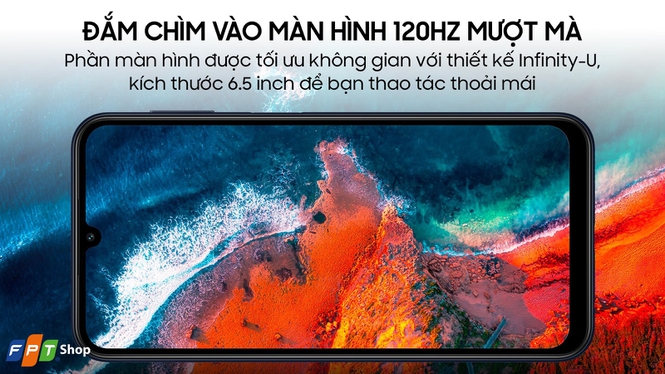 ĐẮM CHÌM VÀO MÀN HÌNH 120HZ MƯỢT MÀ
Phần màn hình được tối ưu không gian với thiết kế Infinity-U,
kích thước 6.5 inch để bạn thao tác thoải mái
FPT Shop